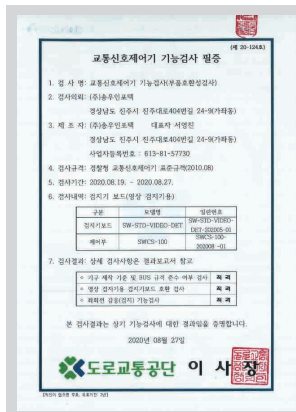 (제 20-124호)
교통신호제어기 기능검사 필증
1. 검 사 명: 교통신호제어기 기능검사(부품호환성검사)
2. 검사의뢰: (주)송우인포텍
경상남도 진주시 진주대로404번길 24-9(가좌동)
3. 제 조 자: (주)송우인포텍 대표자 서영진
경상남도 진주시 진주대로404번길 24-9(가좌동)
사업자등록번호 : 613-81-57730
4. 검사규격: 경찰형 교통신호제어기 표준규격(2010.08)
5. 검사기간: 2020.08.19. - 2020.08.27.
6. 검사내역: 검지기 보드(영상 검지기용)
구분 모델명 일련번호
검지기보드 SW-STD-VIDEO-DET SW-STD-VIDEO-
DET-202005-01
제어부 SWCS-100 SWCS-100-
202008 -01
7. 검사결과: 상세 검사사항은 결과보고서 참고
○ 기구 제작 기준 및 BUS 규격 준수 여부 검사 적 격
○ 영상 검지기용 검지기보드 호환 검사 적 격
○ 좌회전 감응(검지) 기능검사 적 격
본 검사결과는 상기 기능검사에 대한 결과임을 증명합니다.
2020년 08월 27일
도로교통공단 이 사 장